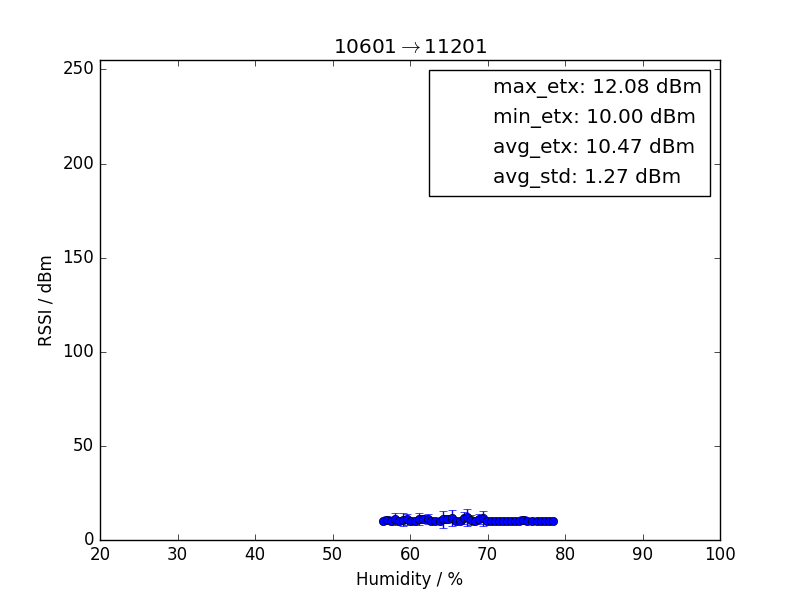 10601→11201
max_etx: 12.08 dBm
min_etx: 10.00 dBm
avg_etx: 10.47 dBm
avg_std: 1.27 dBm
RSSI / dBm
250
200
150
100
50
0
20 30 40 50 60 70 80 90 100
Humidity / %